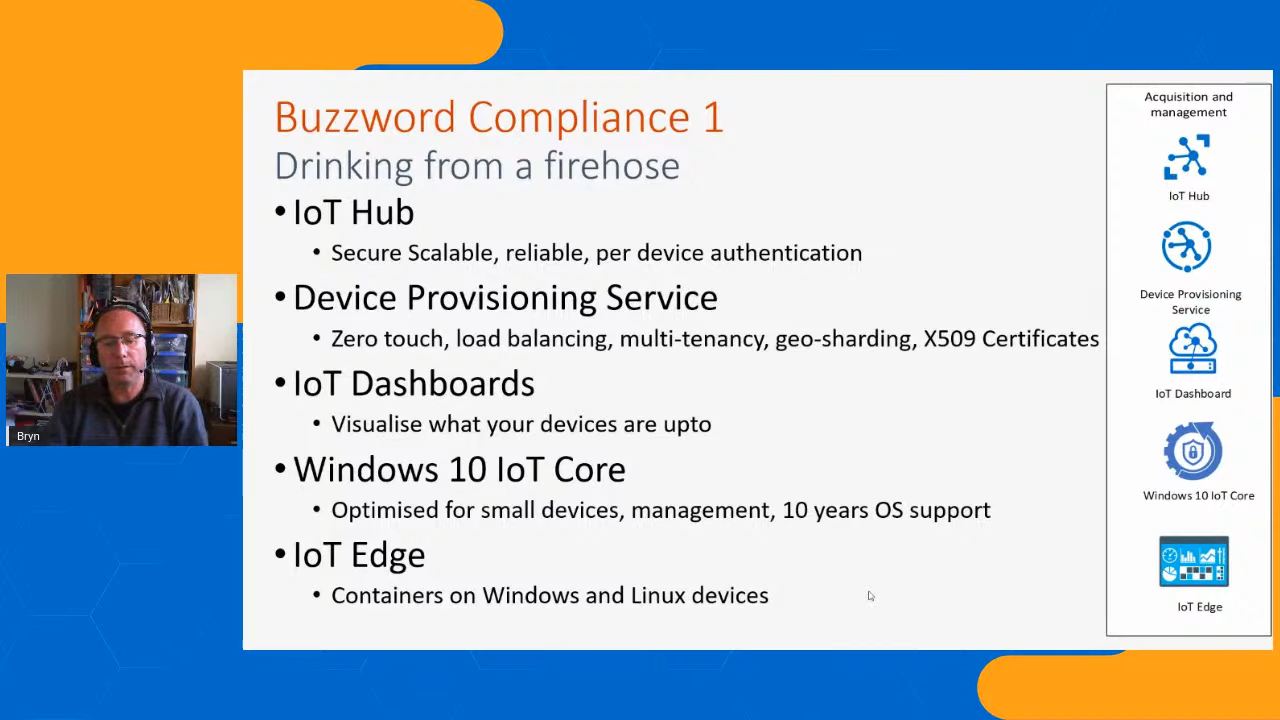 Buzzword Compliance 1
Drinking from a firehose
• IoT Hub
• Secure Scalable, reliable, per device authentication
• Device Provisioning Service
• Zero touch, load balancing, multi-tenancy, geo-sharding, X509 Certificates
• IoT Dashboards
• Visualise what your devices are upto
• Windows 10 IoT Core
• Optimised for small devices, management, 10 years OS support
• IoT Edge
• Containers on Windows and Linux devices
Acquisition and
management
IoT Hub
Device Provisioning
Service
IoT Dashboard
Windows 10 IoT Core
IoT Edge
Bryn